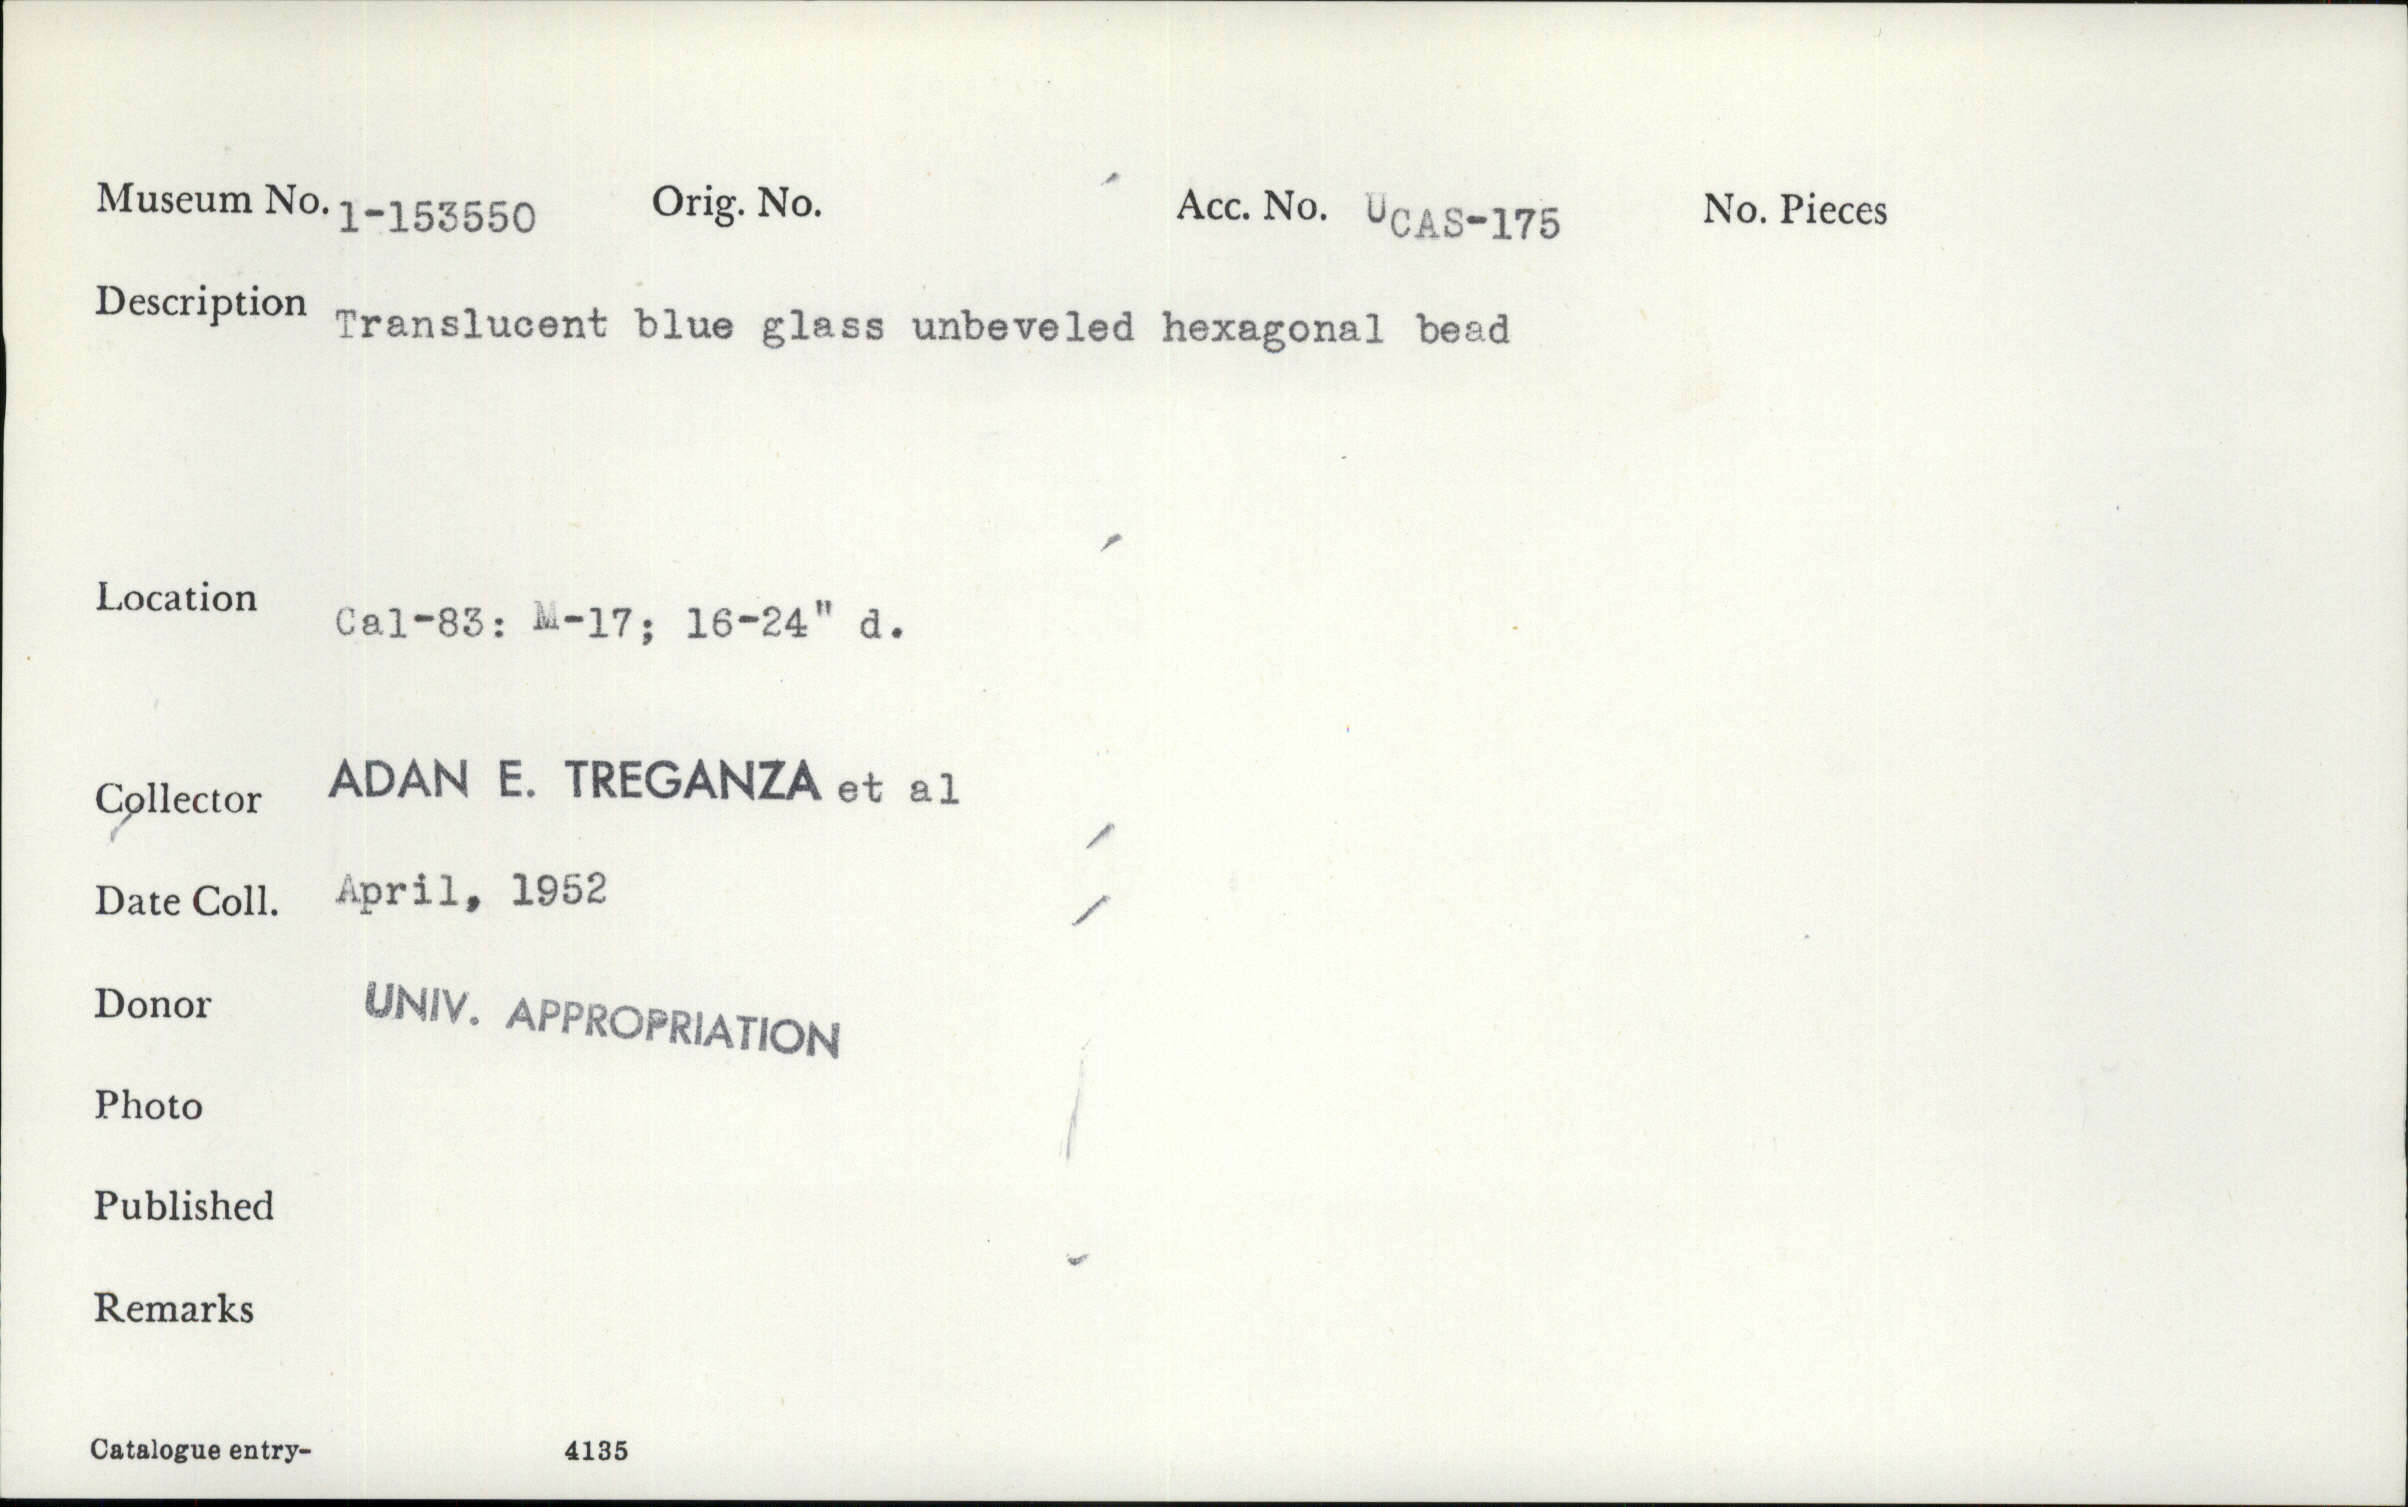 Museum No. 1-153550 Orig. No. Acc. No. UCAS-175 No. Pieces
Description Translucent blue glass unbeveled hexagonal bead
Location Cal-83: M-17; 16-24" d.
Collector ADAN E. TREGANZA et al
Date Coll. April, 1952
Donor UNIV. APPROPRIATION
Photo
Published
Remarks
Catalogue entry- 4135